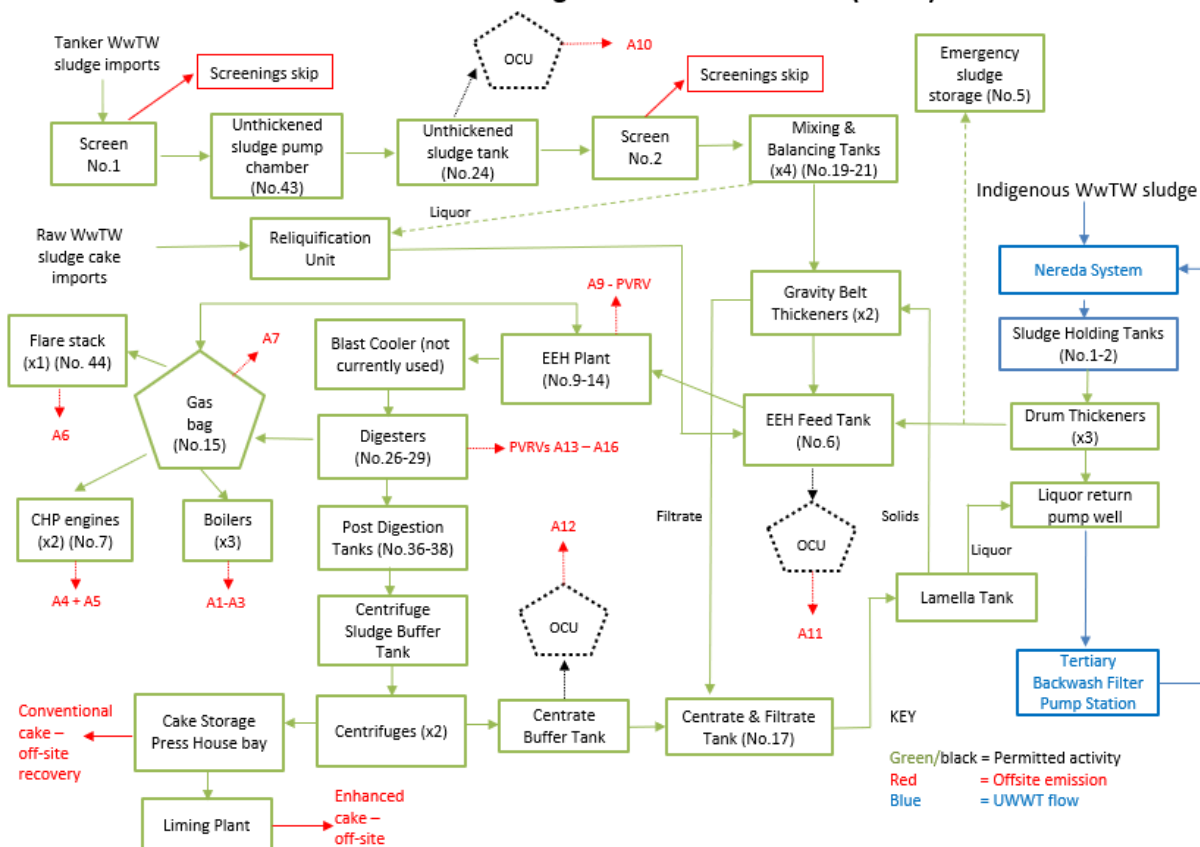 Tanker WwTW
sludge imports
Screenings skip
OCU
A10
Screenings skip
Emergency
sludge
storage (No.5)
Screen
No.1
Unthickened
sludge pump
chamber
(No.43)
Unthickened
sludge tank
(No.24)
Screen
No.2
Mixing &
Balancing Tanks
(x4) (No.19-21)
Indigenous WwTW sludge
Liquor
Raw WwTW
sludge cake
imports
Reliquification
Unit
Nereda System
A9 - PVRV
Gravity Belt
Thickeners (x2)
Flare stack
(x1) (No. 44)
A7
Blast Cooler (not
currently used)
EEH Plant
(No.9-14)
Sludge Holding Tanks
(No.1-2)
Gas
bag
(No.15)
A6
Digesters
(No.26-29)
PVRVs A13 – A16
EEH Feed Tank
(No.6)
Drum Thickeners
(x3)
CHP engines
(x2) (No.7)
Boilers
(x3)
Post Digestion
Tanks (No.36-38)
A12
Filtrate
OCU
Solids
Liquor return
pump well
Liquor
A4 + A5
A1-A3
Centrifuge
Sludge Buffer
Tank
OCU
A11
Lamella Tank
Tertiary
Backwash Filter
Pump Station
Conventional
cake –
off-site
recovery
Cake Storage
Press House bay
Centrifuges (x2)
Centrate
Buffer Tank
Centrate & Filtrate
Tank (No.17)
KEY
Green/black = Permitted activity
Red = Offsite emission
Blue = UWWT flow
Liming Plant
Enhanced
cake –
off-site